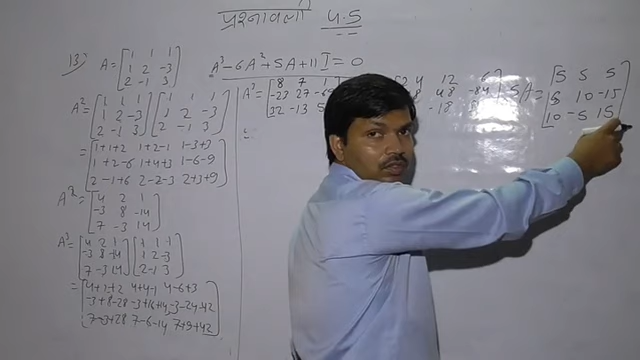 प्रश्नावली 4.5
13. A = [1 1 1
1 2 -3
2 -1 3]
A² = [1 1 1 [1 1 1
1 2 -3 1 2 -3
2 -1 3] 2 -1 3]
= [1+1+2 1+2-1 1-3+3
1+2-6 1+4+3 1-6-9
2-1+6 2-2-3 2+3+9]
A² = [4 2 1
-3 8 -14
7 -3 14]
A³ = [4 2 1 [1 1 1
-3 8 -14 1 2 -3
7 -3 14] 2 -1 3]
= [4+2+2 4+4-1 4-6+3
-3+8-28 -3+16+14 -3-24-42
7-3+28 7-6-14 7+9+42]
A³-6A²+5A+11I = 0
A³ = [8 7 1
-23 27 -69
32 -13
24 12 6
48 -84
-18
5A = [5 5 5
5 10 -15
10 -5 15]